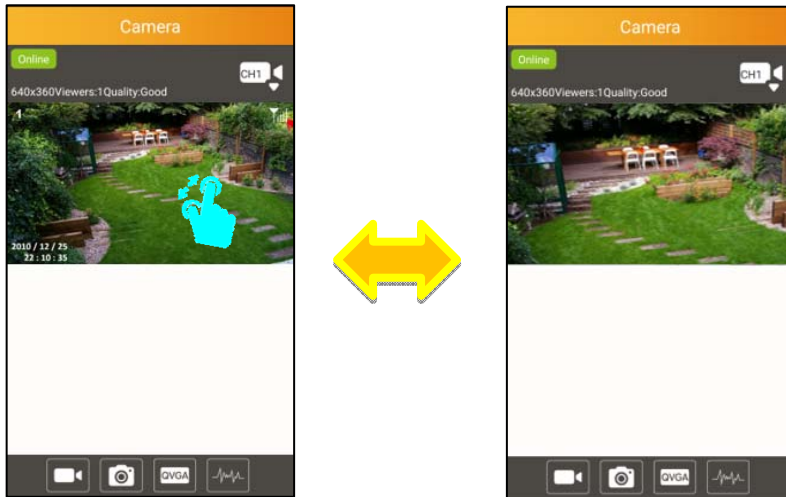 Camera
Online
CH1
640x360Viewers:1Quality:Good
1
2010 / 12 / 25
22 : 10 : 35
QVGA
Camera
Online
CH1
640x360Viewers:1Quality:Good
QVGA